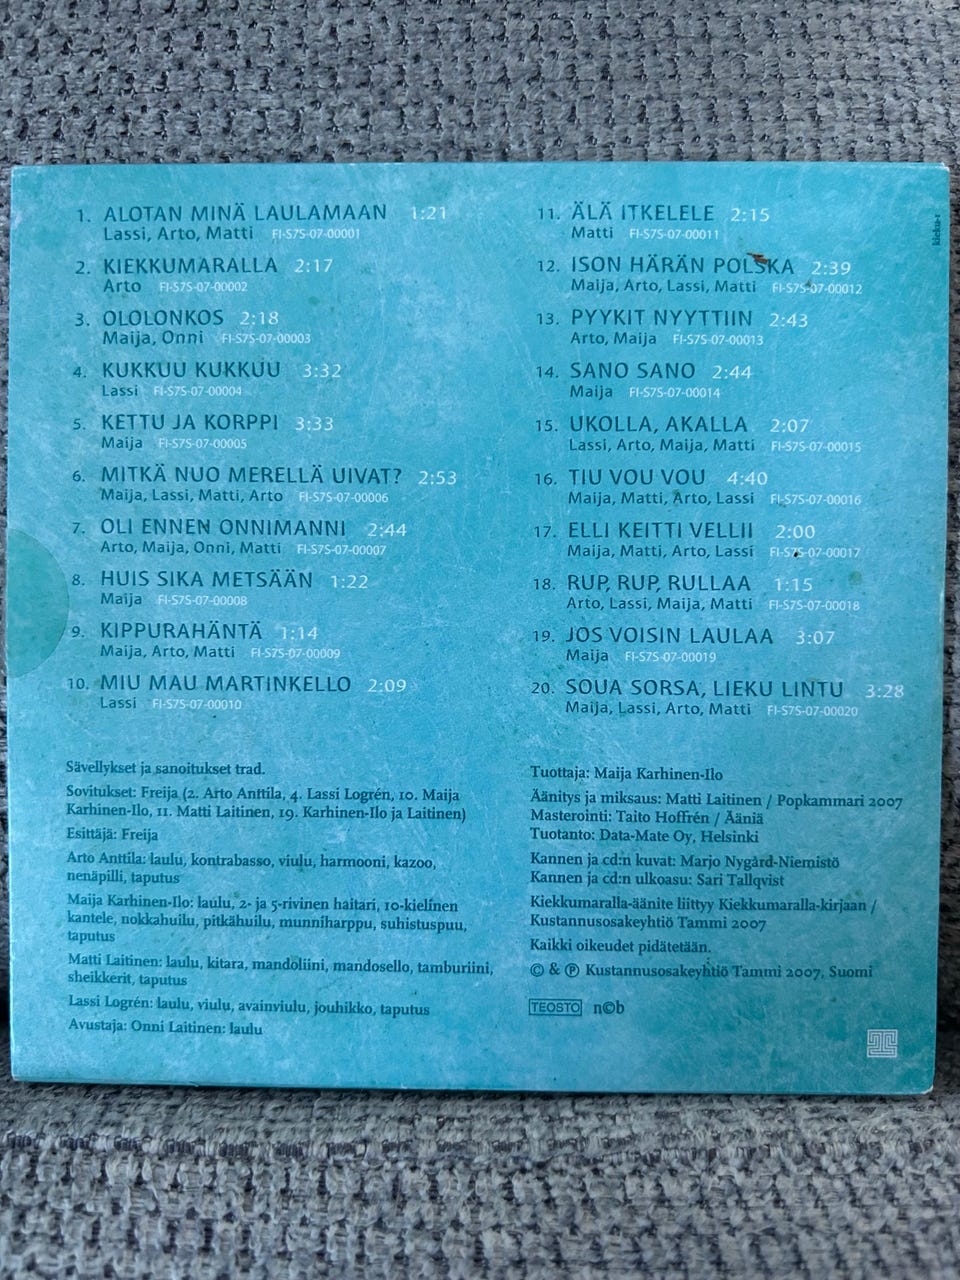 1. ALOTAN MINÄ LAULAMAAN 1:21
Lassi, Arto, Matti FI-S7S-07-00001
2. KIEKKUMARALLA 2:17
Arto FI-S7S-07-00002
3. OLOLONKOS 2:18
Maija, Onni FI-S7S-07-00003
4. KUKKUU KUKKUU 3:32
Lassi FI-S7S-07-00004
5. KETTU JA KORPPI 3:33
Maija FI-S7S-07-00005
6. MITKÄ NUO MERELLÄ UIVAT? 2:53
Maija, Lassi, Matti, Arto FI-S7S-07-00006
7. OLI ENNEN ONNIMANNI 2:44
Arto, Maija, Onni, Matti FI-S7S-07-00007
8. HUIS SIKA METSÄÄN 1:22
Maija FI-S7S-07-00008
9. KIPPURAHÄNTÄ 1:14
Maija, Arto, Matti FI-S7S-07-00009
10. MIU MAU MARTINKELLO 2:09
Lassi FI-S7S-07-00010
Sävellykset ja sanoitukset trad.
Sovitukset: Freija (2. Arto Anttila, 4. Lassi Logrén, 10. Maija
Karhinen-Ilo, 11. Matti Laitinen, 19. Karhinen-Ilo ja Laitinen)
Esittäjä: Freija
Arto Anttila: laulu, kontrabasso, viulu, harmooni, kazoo,
nenäpilli, taputus
Maija Karhinen-Ilo: laulu, 2- ja 5-rivinen haitari, 10-kielinen
kantele, nokkahuilu, pitkähuilu, munniharppu, suhistuspuu,
taputus
Matti Laitinen: laulu, kitara, mandoliini, mandosello, tamburiini,
sheikkerit, taputus
Lassi Logrén: laulu, viulu, avainviulu, jouhikko, taputus
Avustaja: Onni Laitinen: laulu
11. ÄLÄ ITKELELE 2:15
Matti FI-S7S-07-00011
12. ISON HÄRÄN POLSKA 2:39
Maija, Arto, Lassi, Matti FI-S7S-07-00012
13. PYYKIT NYYTTIIN 2:43
Arto, Maija FI-S7S-07-00013
14. SANO SANO 2:44
Maija FI-S7S-07-00014
15. UKOLLA, AKALLA 2:07
Lassi, Arto, Maija, Matti FI-S7S-07-00015
16. TIU VOU VOU 4:40
Maija, Matti, Arto, Lassi FI-S7S-07-00016
17. ELLI KEITTI VELLII 2:00
Maija, Matti, Arto, Lassi FI-S7S-07-00017
18. RUP, RUP, RULLAA 1:15
Arto, Lassi, Maija, Matti FI-S7S-07-00018
19. JOS VOISIN LAULAA 3:07
Maija FI-S7S-07-00019
20. SOUA SORSA, LIEKU LINTU 3:28
Maija, Lassi, Arto, Matti FI-S7S-07-00020
Tuottaja: Maija Karhinen-Ilo
Äänitys ja miksaus: Matti Laitinen / Popkammari 2007
Masterointi: Taito Hoffrén / Ääniä
Tuotanto: Data-Mate Oy, Helsinki
Kannen ja cd:n kuvat: Marjo Nygård-Niemistö
Kannen ja cd:n ulkoasu: Sari Tallqvist
Kiekkumaralla-äänite liittyy Kiekkumaralla-kirjaan /
Kustannusosakeyhtiö Tammi 2007
Kaikki oikeudet pidätetään.
© & ℗ Kustannusosakeyhtiö Tammi 2007, Suomi
TEOSTO n©b